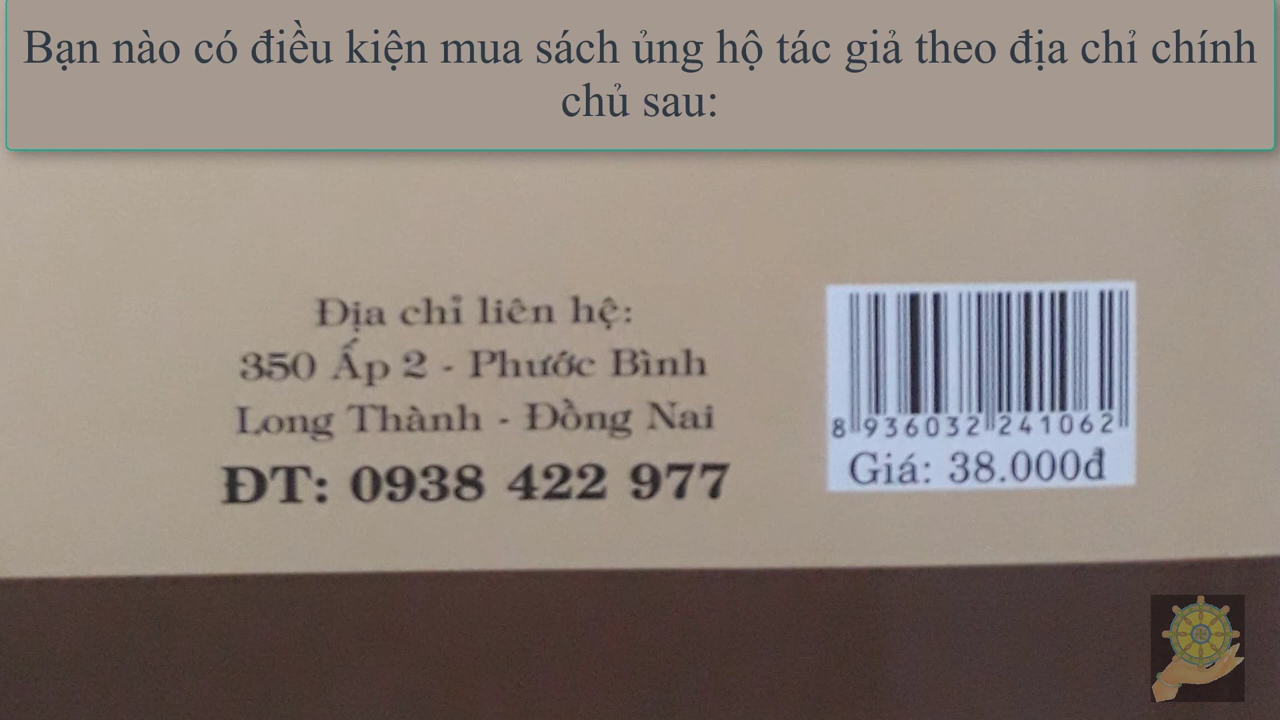 Bạn nào có điều kiện mua sách ủng hộ tác giả theo địa chỉ chính
chủ sau:
Địa chỉ liên hệ:
350 Ấp 2 - Phước Bình
Long Thành - Đồng Nai
ĐT: 0938 422 977
8 936032 241062
Giá: 38.000đ